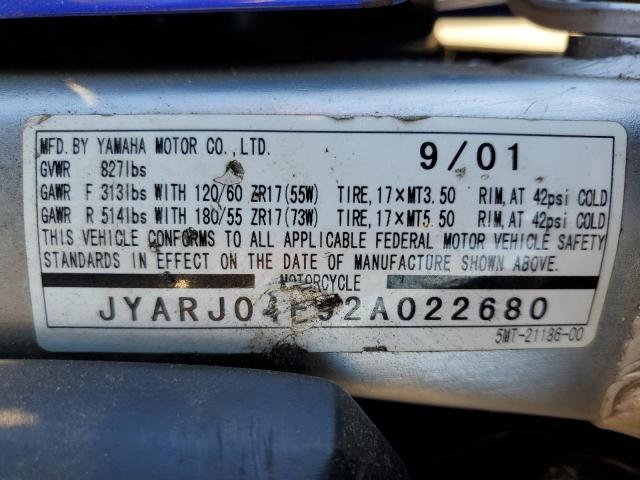 MFD. BY YAMAHA MOTOR CO.,LTD. 9/01
GVWR 827lbs
GAWR F 313lbs WITH 120/60 ZR17(55W) TIRE, 17×MT3.50 RIM, AT 42psi COLD
GAWR R 514lbs WITH 180/55 ZR17(73W) TIRE, 17×MT5.50 RIM, AT 42psi COLD
THIS VEHICLE CONFORMS TO ALL APPLICABLE FEDERAL MOTOR VEHICLE SAFETY
STANDARDS IN EFFECT ON THE DATE OF MANUFACTURE SHOWN ABOVE.
MOTORCYCLE
5MT-21186-00